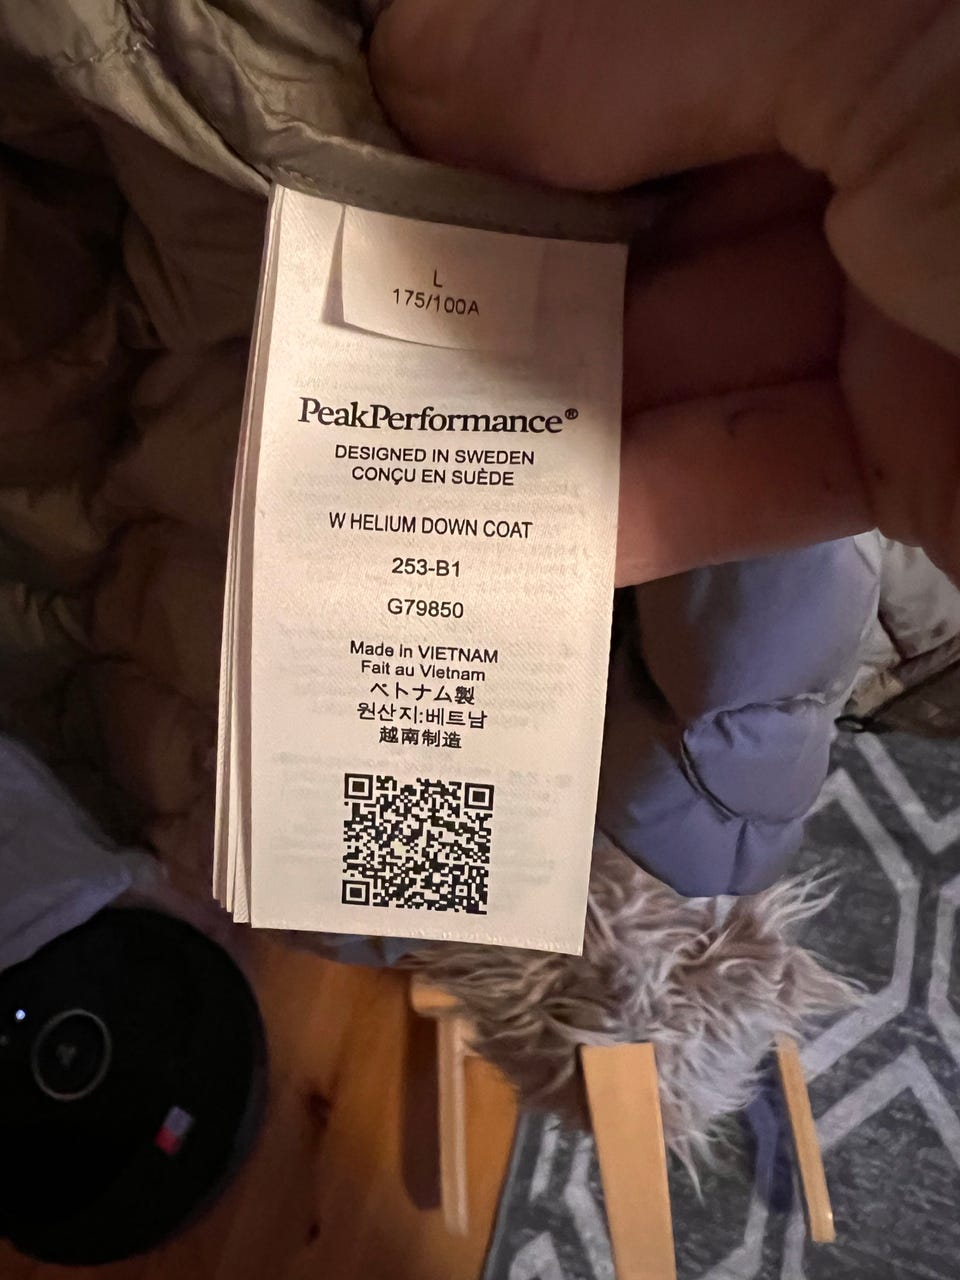 L
175/100A
PeakPerformance®
DESIGNED IN SWEDEN
CONÇU EN SUÈDE
W HELIUM DOWN COAT
253-B1
G79850
Made in VIETNAM
Fait au Vietnam
ベトナム製
원산지:베트남
越南制造